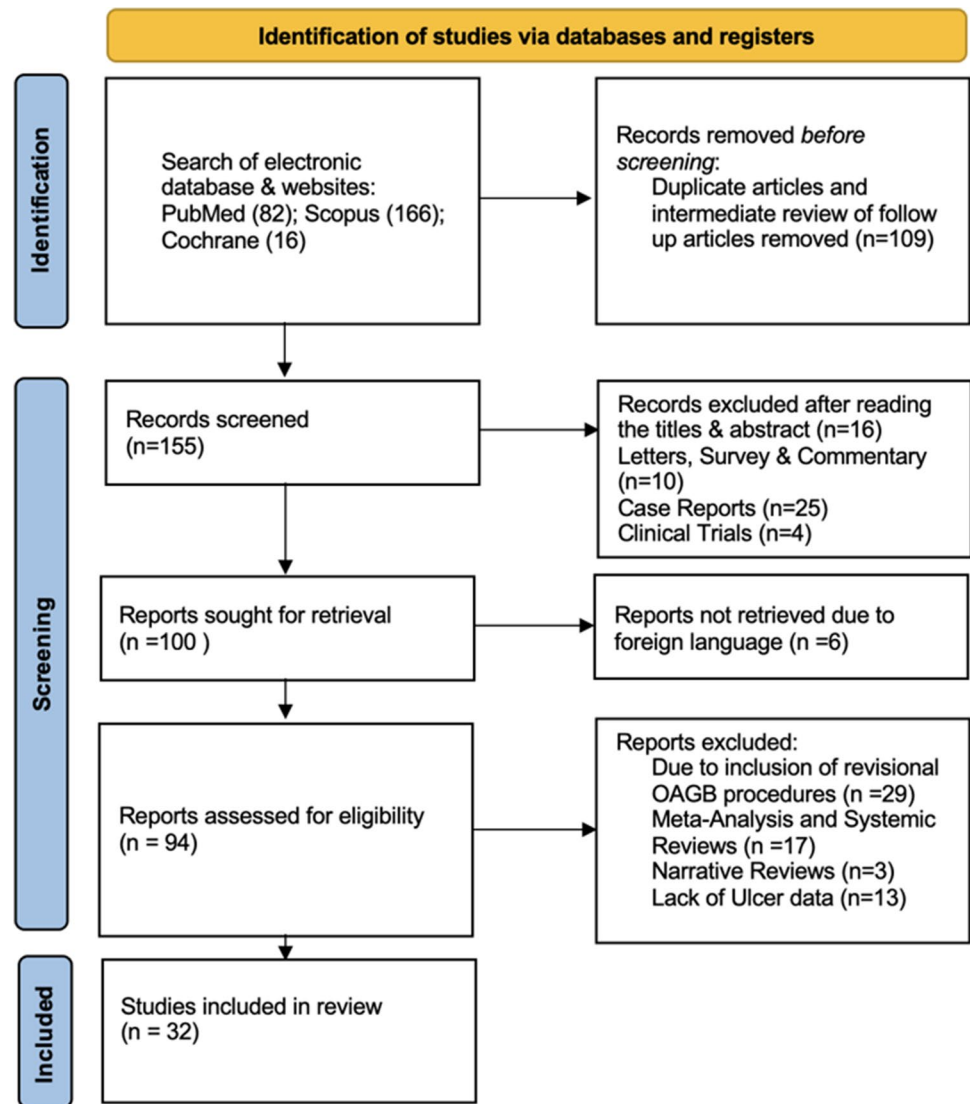 Identification of studies via databases and registers
Identification
Search of electronic
database & websites:
PubMed (82); Scopus (166);
Cochrane (16)
Records removed before
screening:
Duplicate articles and
intermediate review of follow
up articles removed (n=109)
Screening
Records screened
(n=155)
Records excluded after reading
the titles & abstract (n=16)
Letters, Survey & Commentary
(n=10)
Case Reports (n=25)
Clinical Trials (n=4)
Reports sought for retrieval
(n =100 )
Reports not retrieved due to
foreign language (n =6)
Reports assessed for eligibility
(n = 94)
Reports excluded:
Due to inclusion of revisional
OAGB procedures (n =29)
Meta-Analysis and Systemic
Reviews (n =17)
Narrative Reviews (n=3)
Lack of Ulcer data (n=13)
Included
Studies included in review
(n = 32)